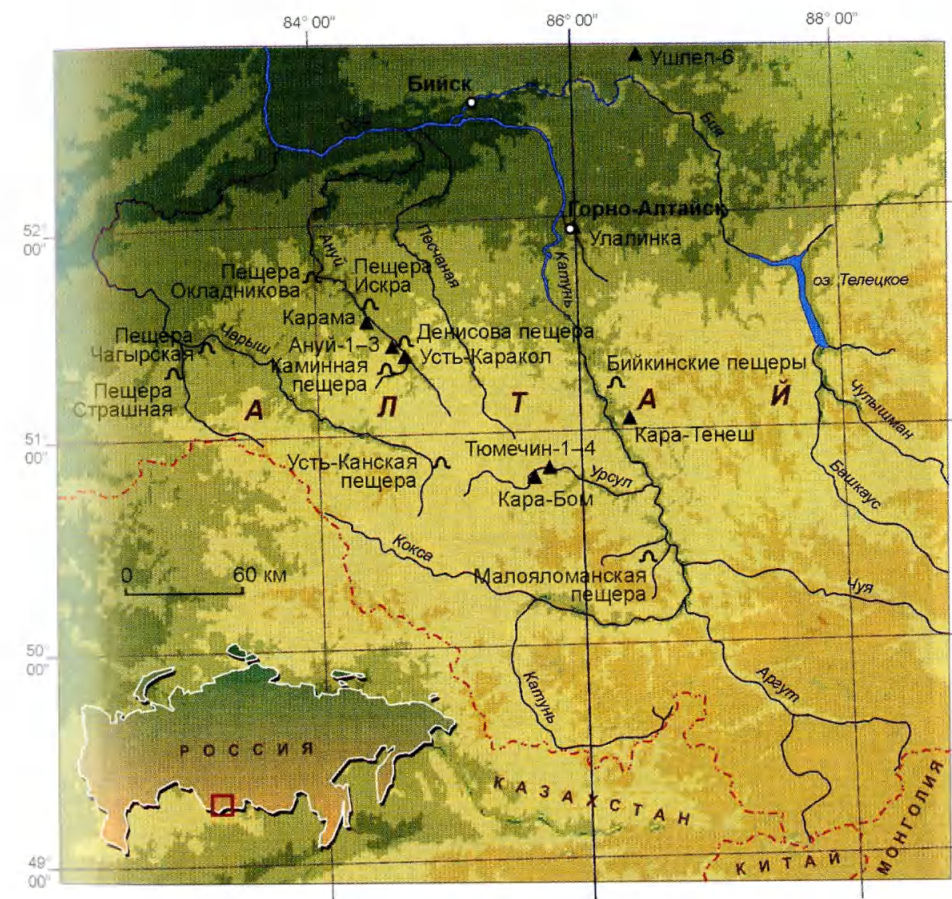 84° 00"
86° 00"
88° 00"
Ушлеп-6
Бийск
Бия
52°
00"
Горно-Алтайск
Улалинка
Ануй
Песчаная
Катунь
оз. Телецкое
Пещера
Окладникова
Пещера
Искра
Карама
Денисова пещера
Ануй-1–3
Усть-Каракол
Каминная
пещера
Пещера
Чагырская
Чарыш
Пещера
Страшная
Бийкинские пещеры
АЛТАЙ
Кара-Тенеш
Чулышман
Башкаус
51°
00"
Тюмечин-1–4
Усть-Канская
пещера
Урсул
Кара-Бом
Кокса
0 60 км
Малояломанская
пещера
Чуя
50°
00"
Катунь
Аргут
РОССИЯ
КАЗАХСТАН
КИТАЙ
МОНГОЛИЯ
49°
00"